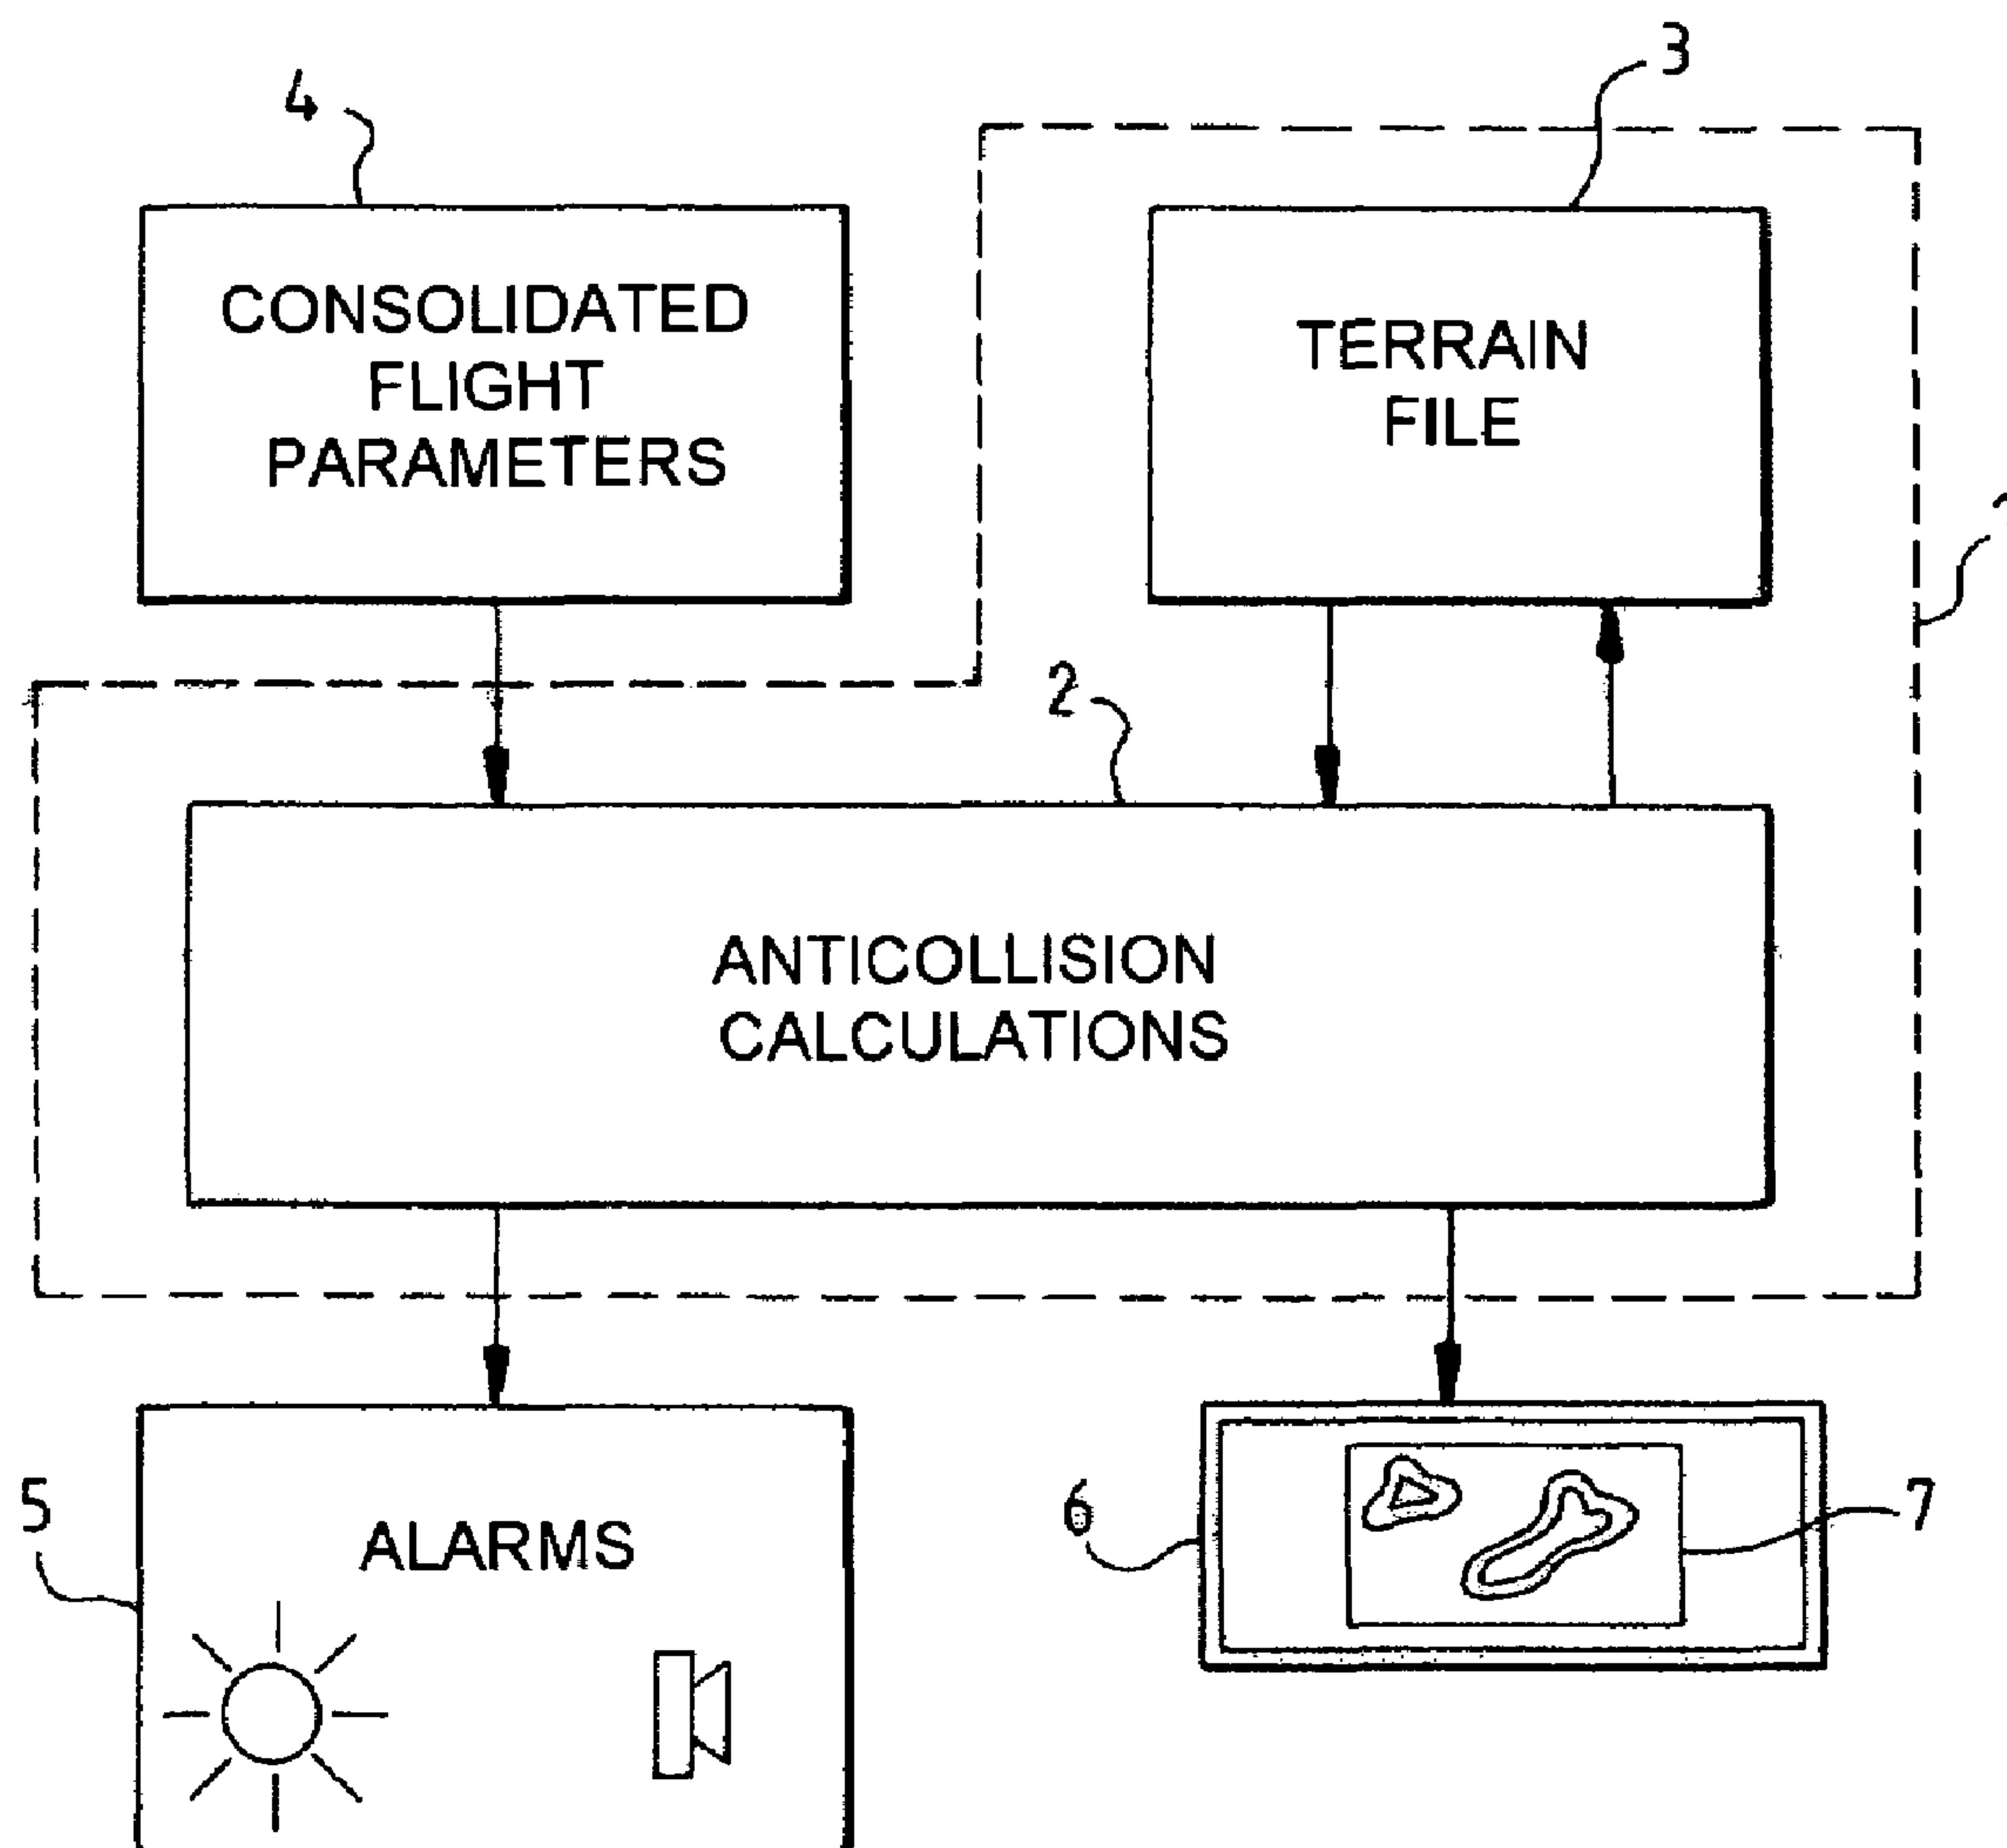 4
3
CONSOLIDATED
FLIGHT
PARAMETERS
TERRAIN
FILE
2
ANTICOLLISION
CALCULATIONS
5
ALARMS
6
7